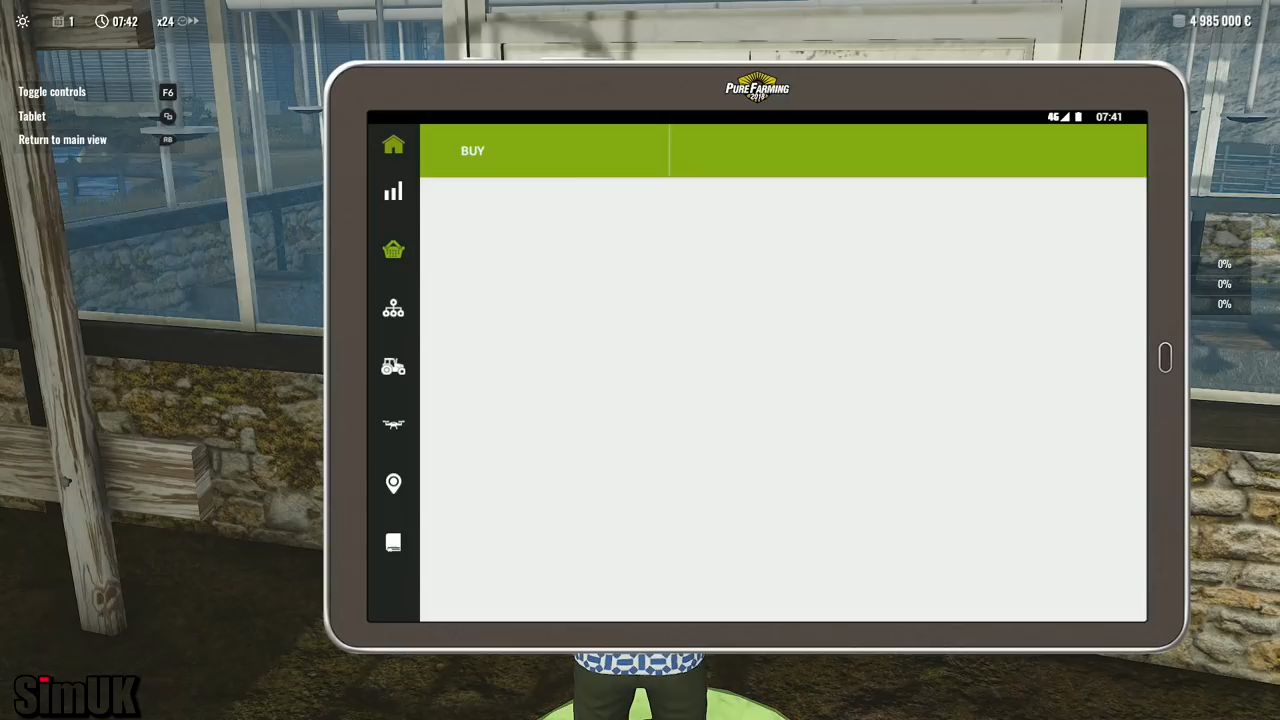 1 07:42 x24
4 985 000 €
Toggle controls F6
Tablet
Return to main view RB
PURE FARMING
2018
4G 07:41
BUY
0%
0%
0%
SimUK